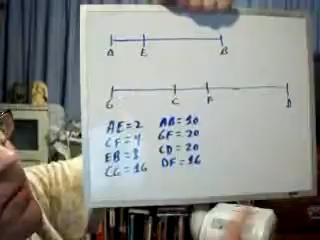 A E B
G C F D
AE=2 AB=10
CF=4 GF=20
EB=8 CD=20
CG=16 DF=16